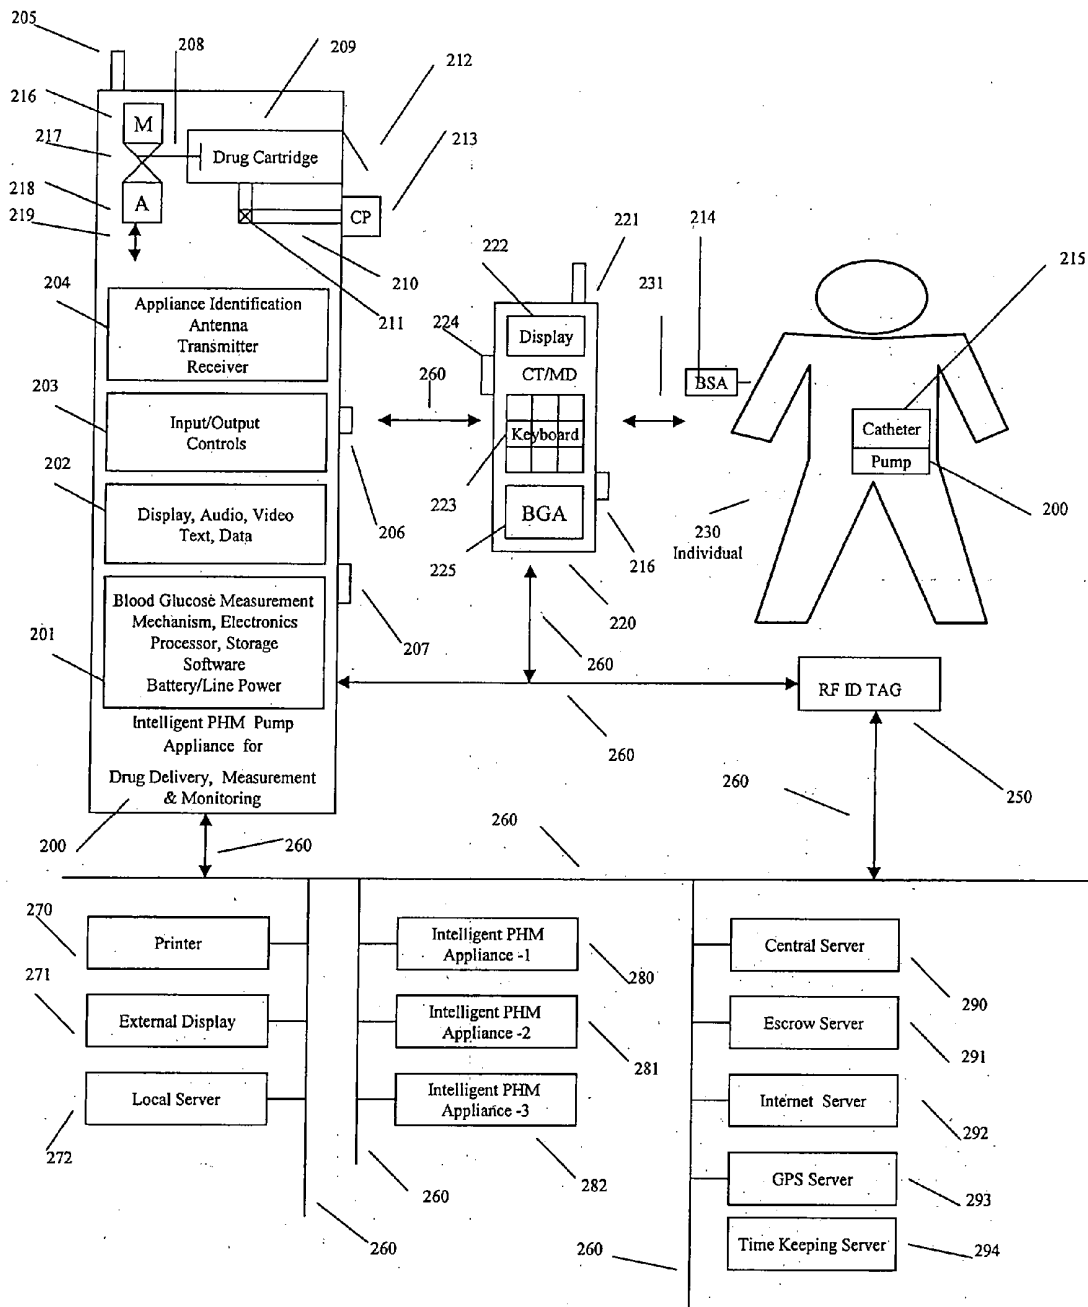 205
208
209
212
216
M
217
Drug Cartridge
213
218
A
CP
219
210
211
204
Appliance Identification
Antenna
Transmitter
Receiver
203
Input/Output
Controls
202
Display, Audio, Video
Text, Data
206
201
Blood Glucose Measurement
Mechanism, Electronics
Processor, Storage
Software
Battery/Line Power
207
Intelligent PHM Pump
Appliance for
Drug Delivery, Measurement
& Monitoring
200
260
222
221
231
214
215
224
Display
260
CT/MD
BSA
Keyboard
Catheter
Pump
223
BGA
200
225
216
230
Individual
220
260
RF ID TAG
260
260
250
260
270
Printer
Intelligent PHM
Appliance -1
Central Server
280
290
271
External Display
Intelligent PHM
Appliance -2
Escrow Server
281
291
Local Server
Intelligent PHM
Appliance -3
Internet Server
272
292
260
282
GPS Server
293
260
260
Time Keeping Server
294